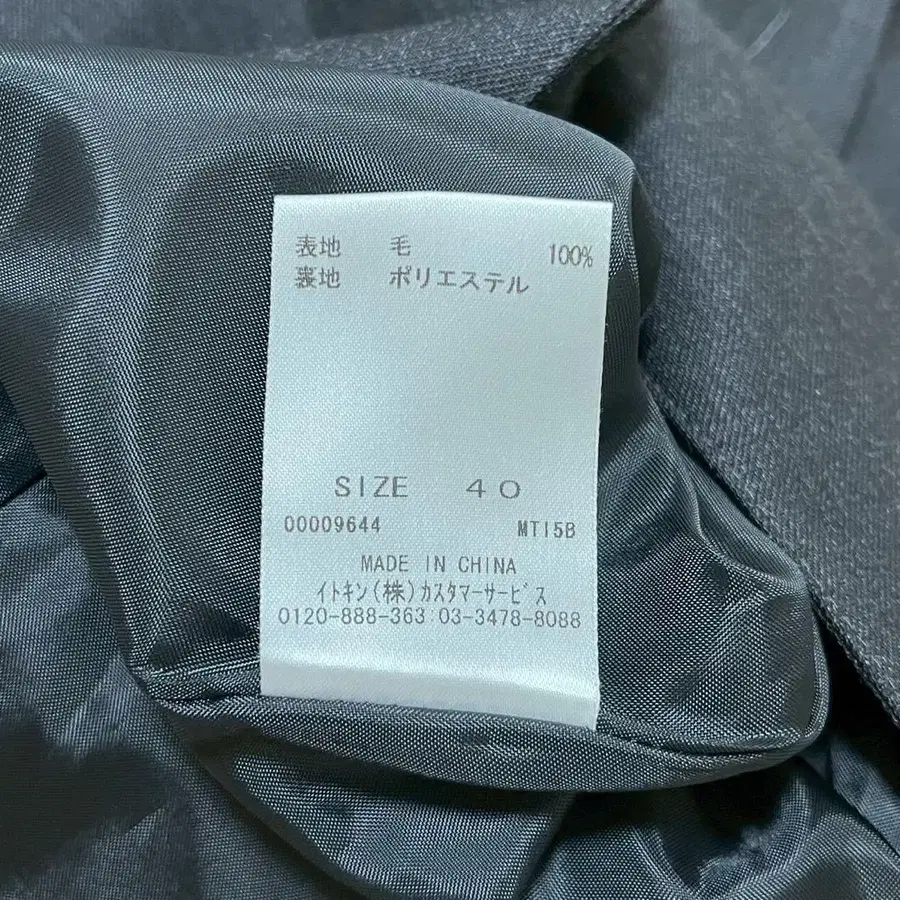 表地 毛 100%
裏地 ポリエステル
SIZE 40
00009644 MT15B
MADE IN CHINA
イトキン(株)カスタマーサービス
0120-888-363 03-3478-8088